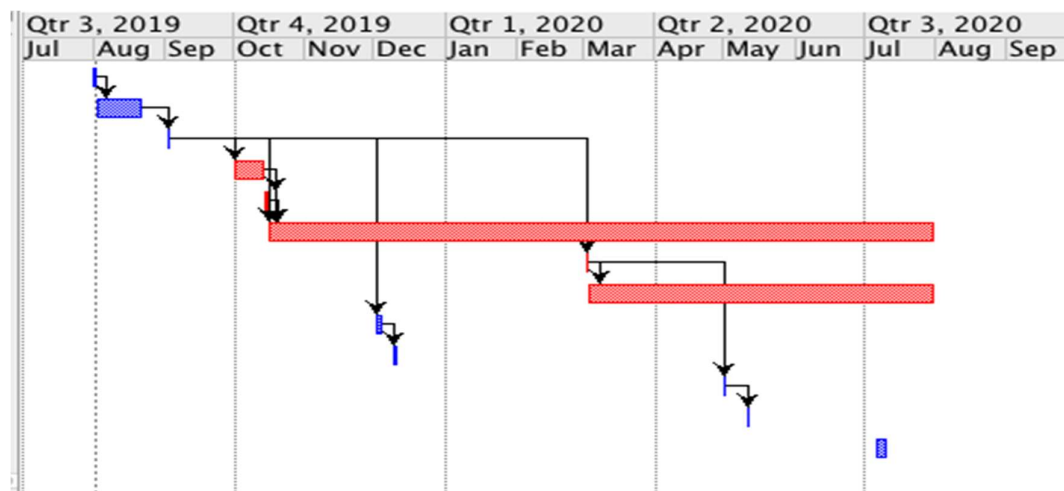 Qtr 3, 2019 Qtr 4, 2019 Qtr 1, 2020 Qtr 2, 2020 Qtr 3, 2020
Jul Aug Sep Oct Nov Dec Jan Feb Mar Apr May Jun Jul Aug Sep